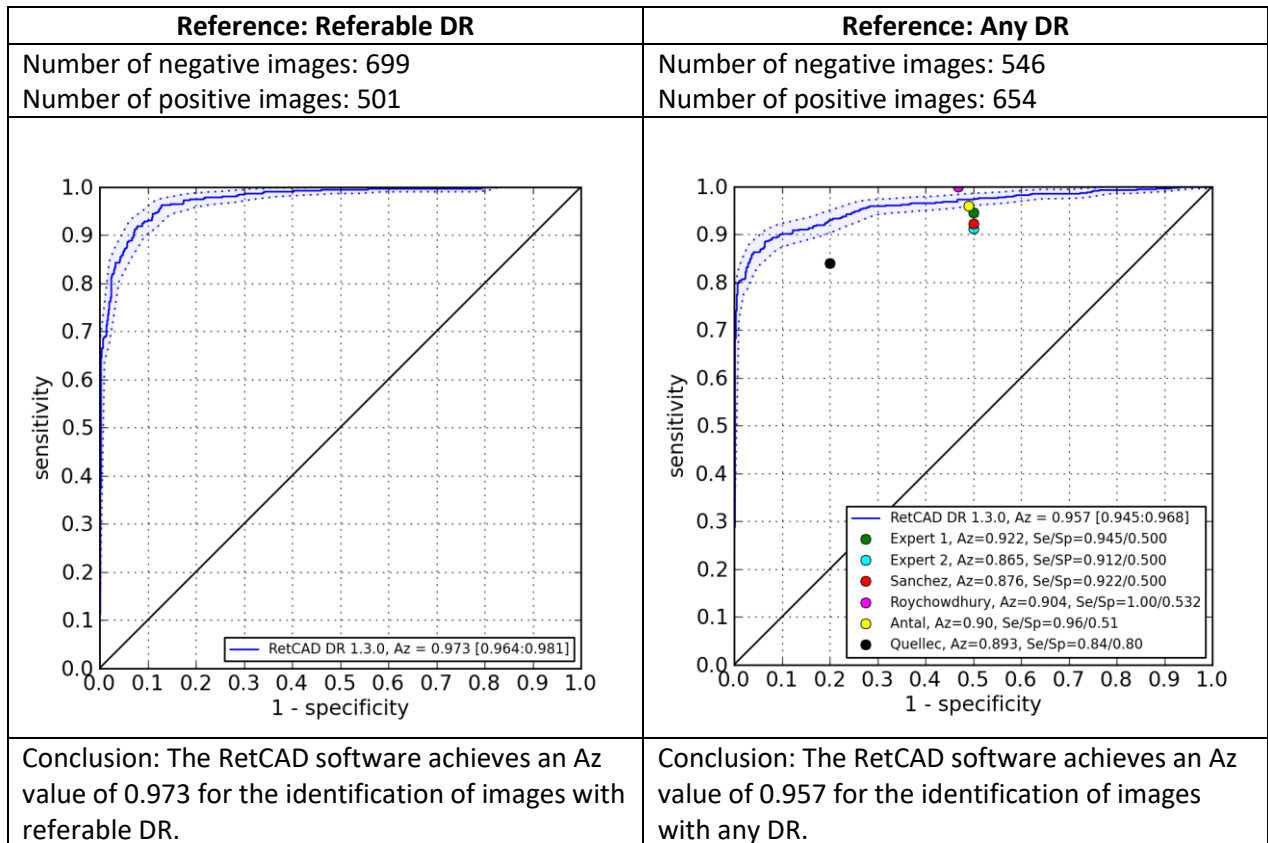 Reference: Referable DR
Number of negative images: 699
Number of positive images: 501
1.0
0.9
0.8
0.7
0.6
0.5
0.4
0.3
0.2
0.1
0.0
sensitivity
RetCAD DR 1.3.0, Az = 0.973 [0.964:0.981]
0.0 0.1 0.2 0.3 0.4 0.5 0.6 0.7 0.8 0.9 1.0
1 - specificity
Conclusion: The RetCAD software achieves an Az
value of 0.973 for the identification of images with
referable DR.
Reference: Any DR
Number of negative images: 546
Number of positive images: 654
1.0
0.9
0.8
0.7
0.6
0.5
0.4
0.3
0.2
0.1
0.0
sensitivity
RetCAD DR 1.3.0, Az = 0.957 [0.945:0.968]
Expert 1, Az=0.922, Se/Sp=0.945/0.500
Expert 2, Az=0.865, Se/SP=0.912/0.500
Sanchez, Az=0.876, Se/Sp=0.922/0.500
Roychowdhury, Az=0.904, Se/Sp=1.00/0.532
Antal, Az=0.90, Se/Sp=0.96/0.51
Quellec, Az=0.893, Se/Sp=0.84/0.80
0.0 0.1 0.2 0.3 0.4 0.5 0.6 0.7 0.8 0.9 1.0
1 - specificity
Conclusion: The RetCAD software achieves an Az
value of 0.957 for the identification of images
with any DR.